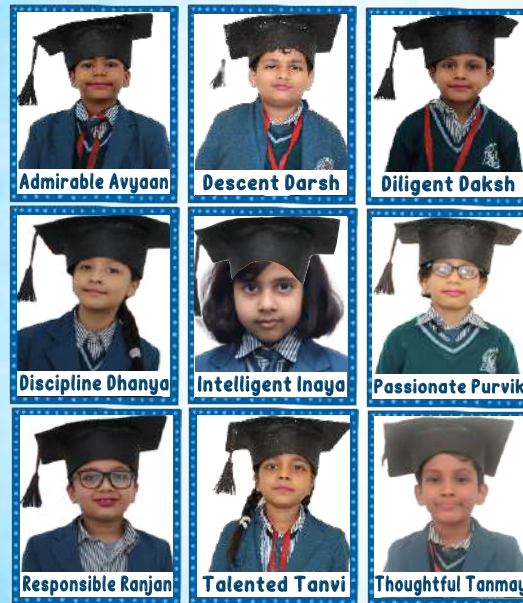 Admirable Avyaan
Descent Darsh
Diligent Daksh
Discipline Dhanya
Intelligent Inaya
Passionate Purvik
Responsible Ranjan
Talented Tanvi
Thoughtful Tanmay